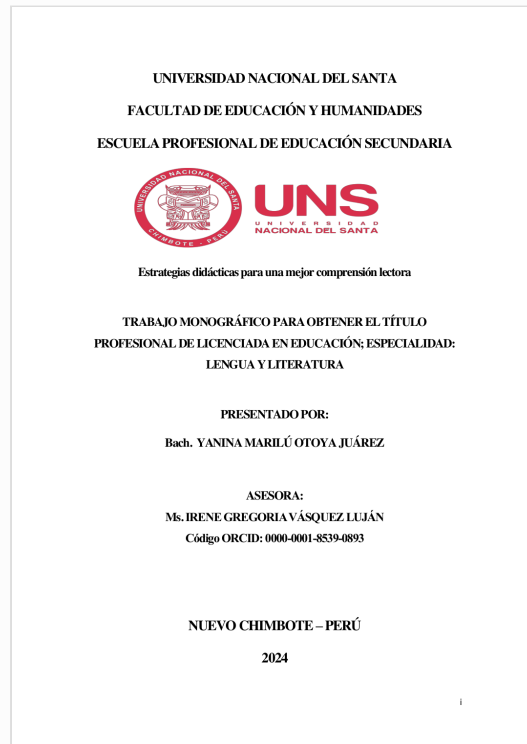 UNIVERSIDAD NACIONAL DEL SANTA
FACULTAD DE EDUCACIÓN Y HUMANIDADES
ESCUELA PROFESIONAL DE EDUCACIÓN SECUNDARIA
UNIVERSIDAD NACIONAL DEL SANTA
CHIMBOTE - PERÚ
UNS
UNIVERSIDAD
NACIONAL DEL SANTA
Estrategias didácticas para una mejor comprensión lectora
TRABAJO MONOGRÁFICO PARA OBTENER EL TÍTULO
PROFESIONAL DE LICENCIADA EN EDUCACIÓN; ESPECIALIDAD:
LENGUA Y LITERATURA
PRESENTADO POR:
Bach. YANINA MARILÚ OTOYA JUÁREZ
ASESORA:
Ms. IRENE GREGORIA VÁSQUEZ LUJÁN
Código ORCID: 0000-0001-8539-0893
NUEVO CHIMBOTE – PERÚ
2024
i